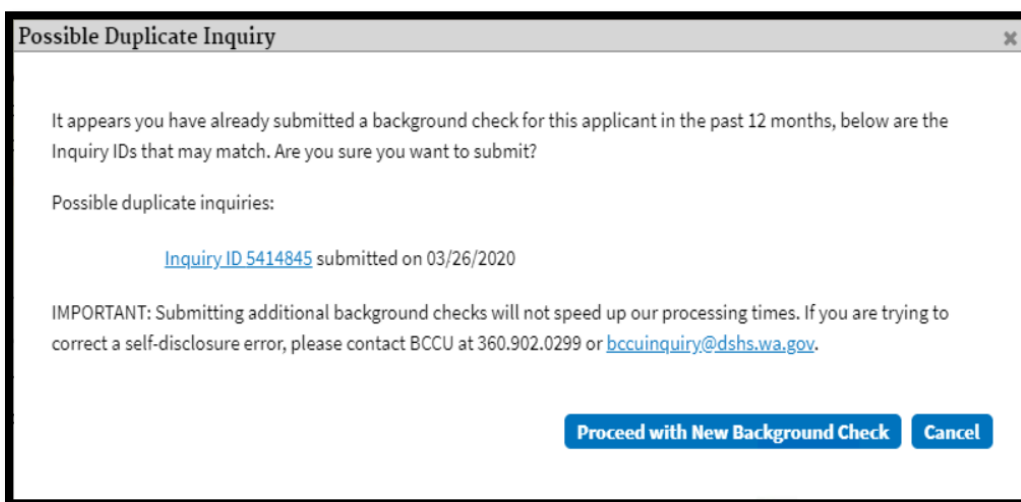 Possible Duplicate Inquiry
It appears you have already submitted a background check for this applicant in the past 12 months, below are the
Inquiry IDs that may match. Are you sure you want to submit?
Possible duplicate inquiries:
Inquiry ID 5414845 submitted on 03/26/2020
IMPORTANT: Submitting additional background checks will not speed up our processing times. If you are trying to
correct a self-disclosure error, please contact BCCU at 360.902.0299 or bccuinquiry@dshs.wa.gov.
Proceed with New Background Check Cancel